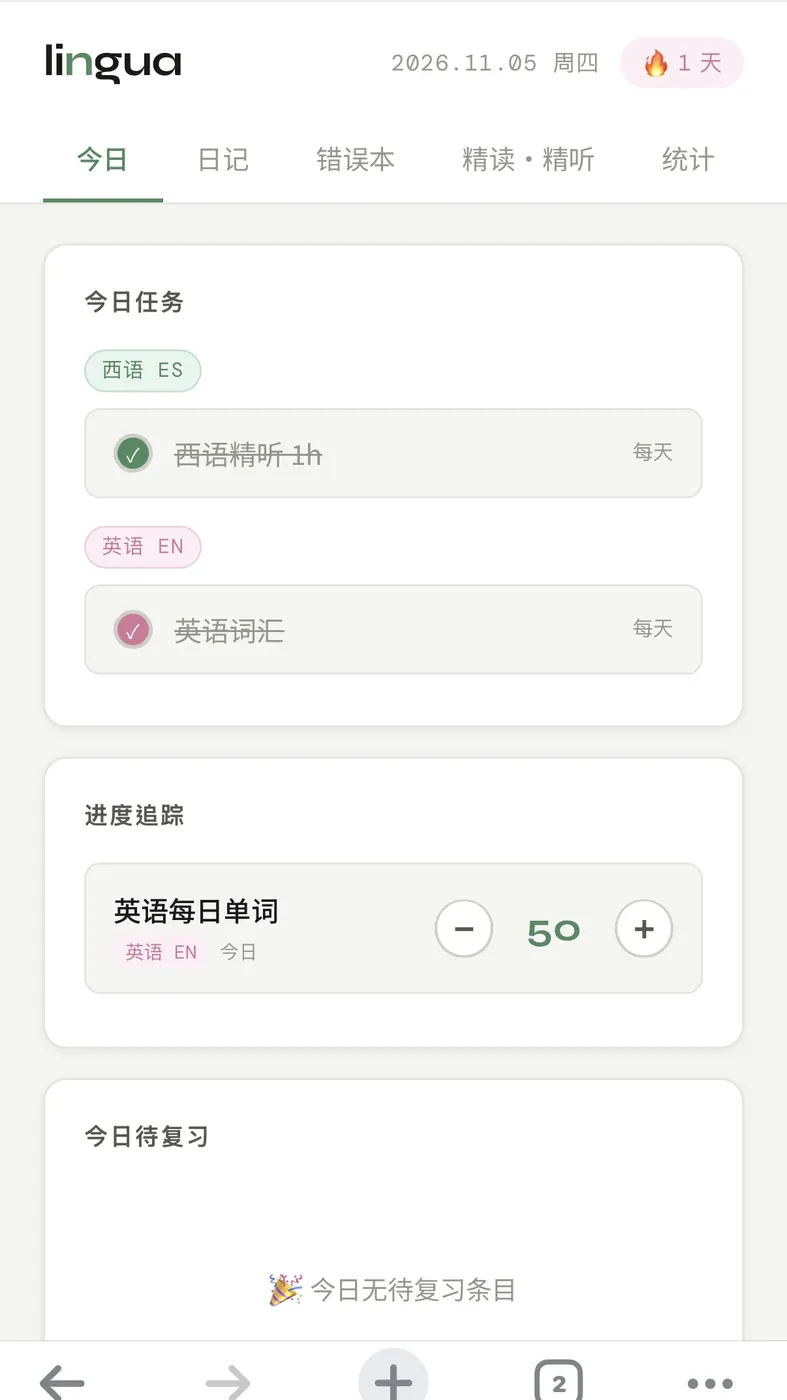 lingua
2026.11.05 周四
🔥 1 天
今日 日记 错误本 精读·精听 统计
今日任务
西语 ES
✓ 西语精听 1h 每天
英语 EN
✓ 英语词汇 每天
进度追踪
英语每日单词
英语 EN 今日
− 50 +
今日待复习
🎉 今日无待复习条目
2